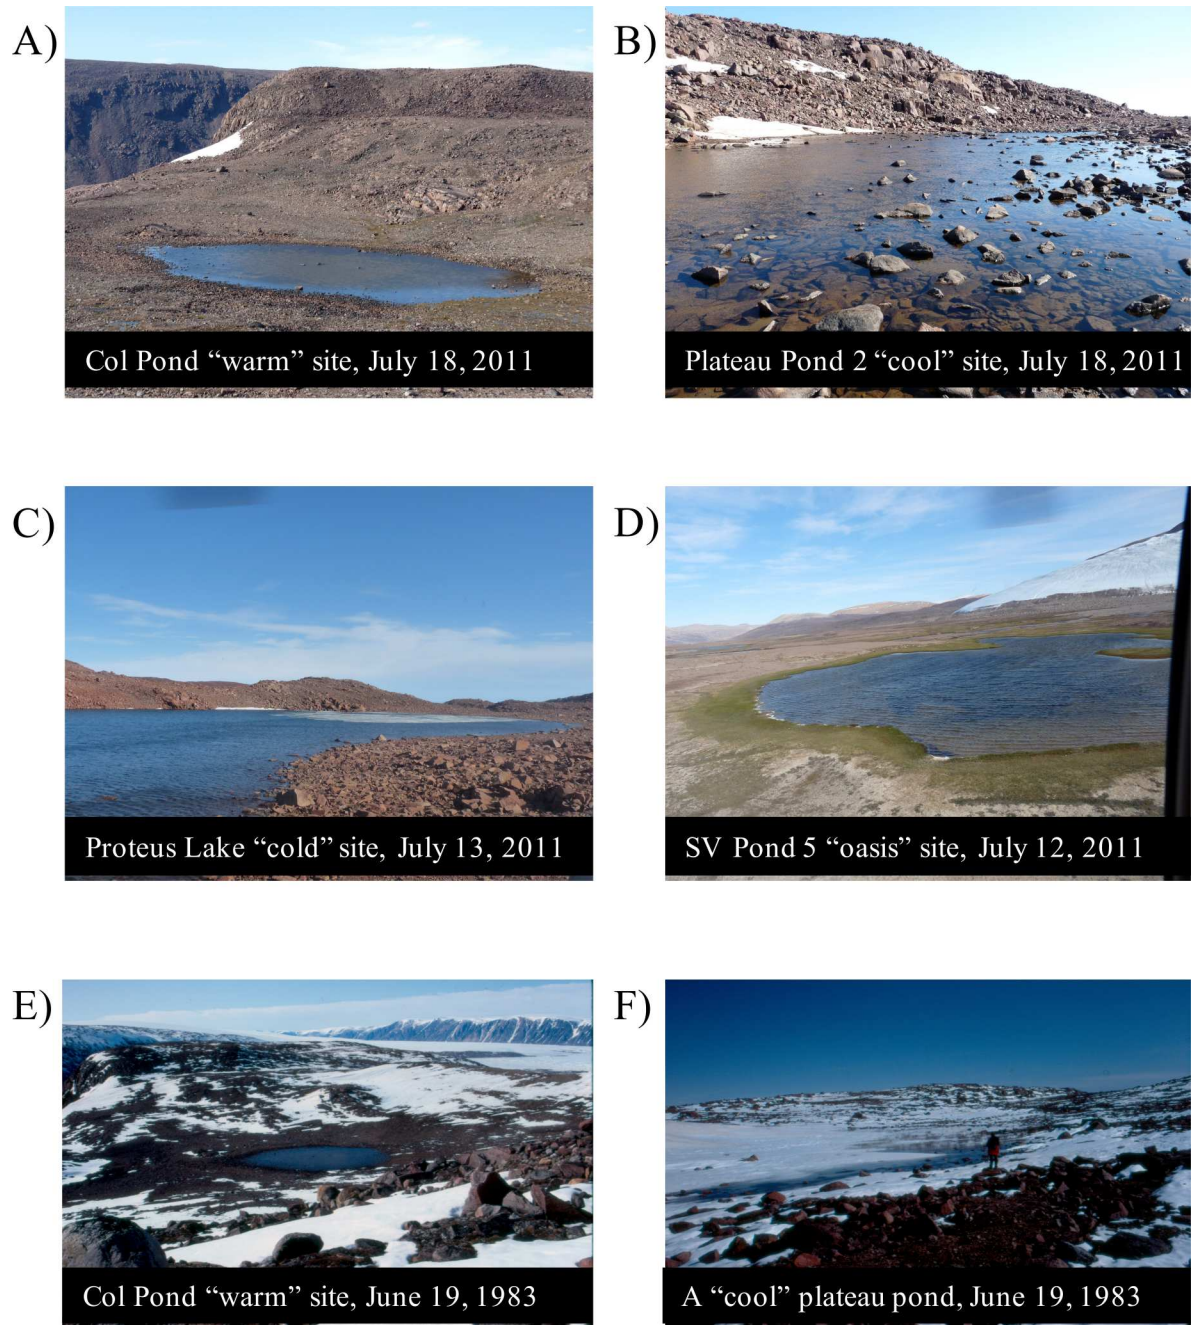 A)
Col Pond “warm” site, July 18, 2011
B)
Plateau Pond 2 “cool” site, July 18, 2011
C)
Proteus Lake “cold” site, July 13, 2011
D)
SV Pond 5 “oasis” site, July 12, 2011
E)
Col Pond “warm” site, June 19, 1983
F)
A “cool” plateau pond, June 19, 1983